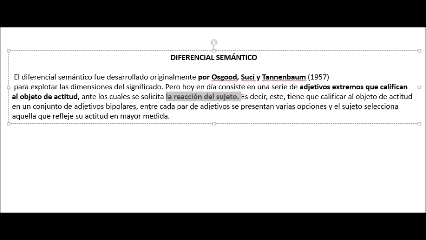 DIFERENCIAL SEMÁNTICO
El diferencial semántico fue desarrollado originalmente por Osgood, Suci y Tannenbaum (1957)
para explotar las dimensiones del significado. Pero hoy en día consiste en una serie de adjetivos extremos que califican
al objeto de actitud, ante los cuales se solicita la reacción del sujeto. Es decir, este, tiene que calificar al objeto de actitud
en un conjunto de adjetivos bipolares, entre cada par de adjetivos se presentan varias opciones y el sujeto selecciona
aquella que refleje su actitud en mayor medida.